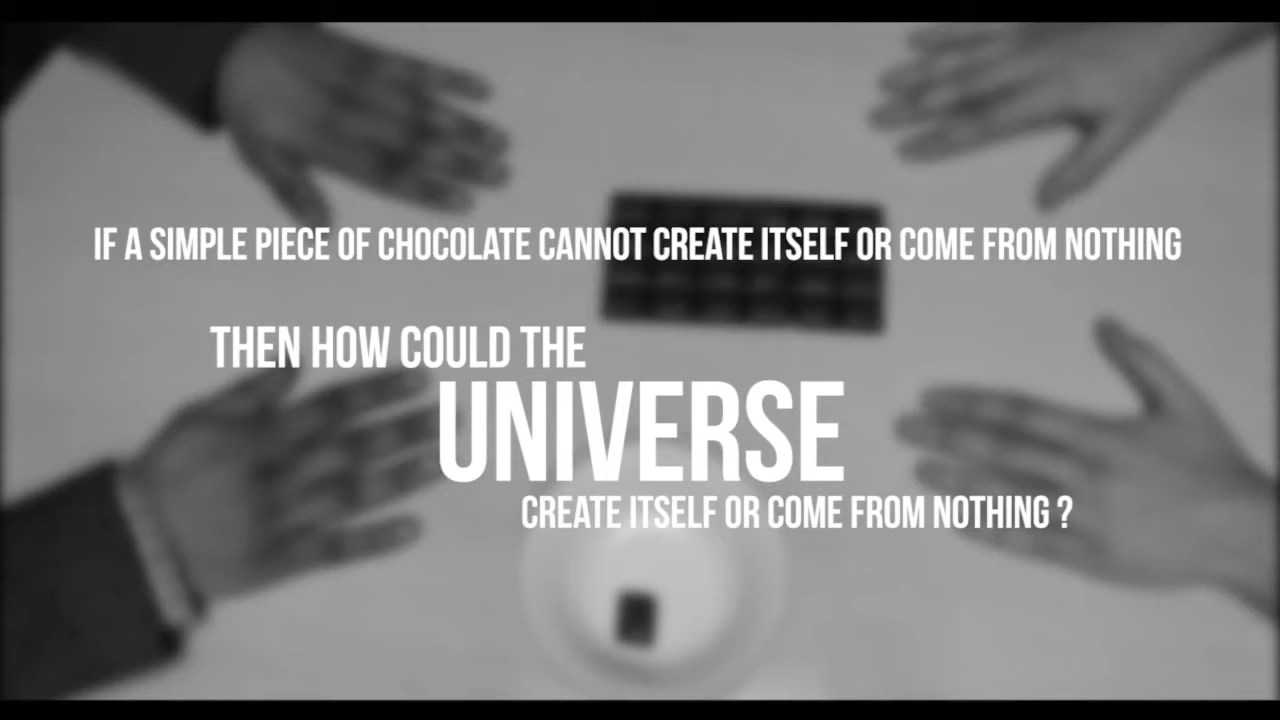 IF A SIMPLE PIECE OF CHOCOLATE CANNOT CREATE ITSELF OR COME FROM NOTHING
THEN HOW COULD THE
UNIVERSE
CREATE ITSELF OR COME FROM NOTHING ?